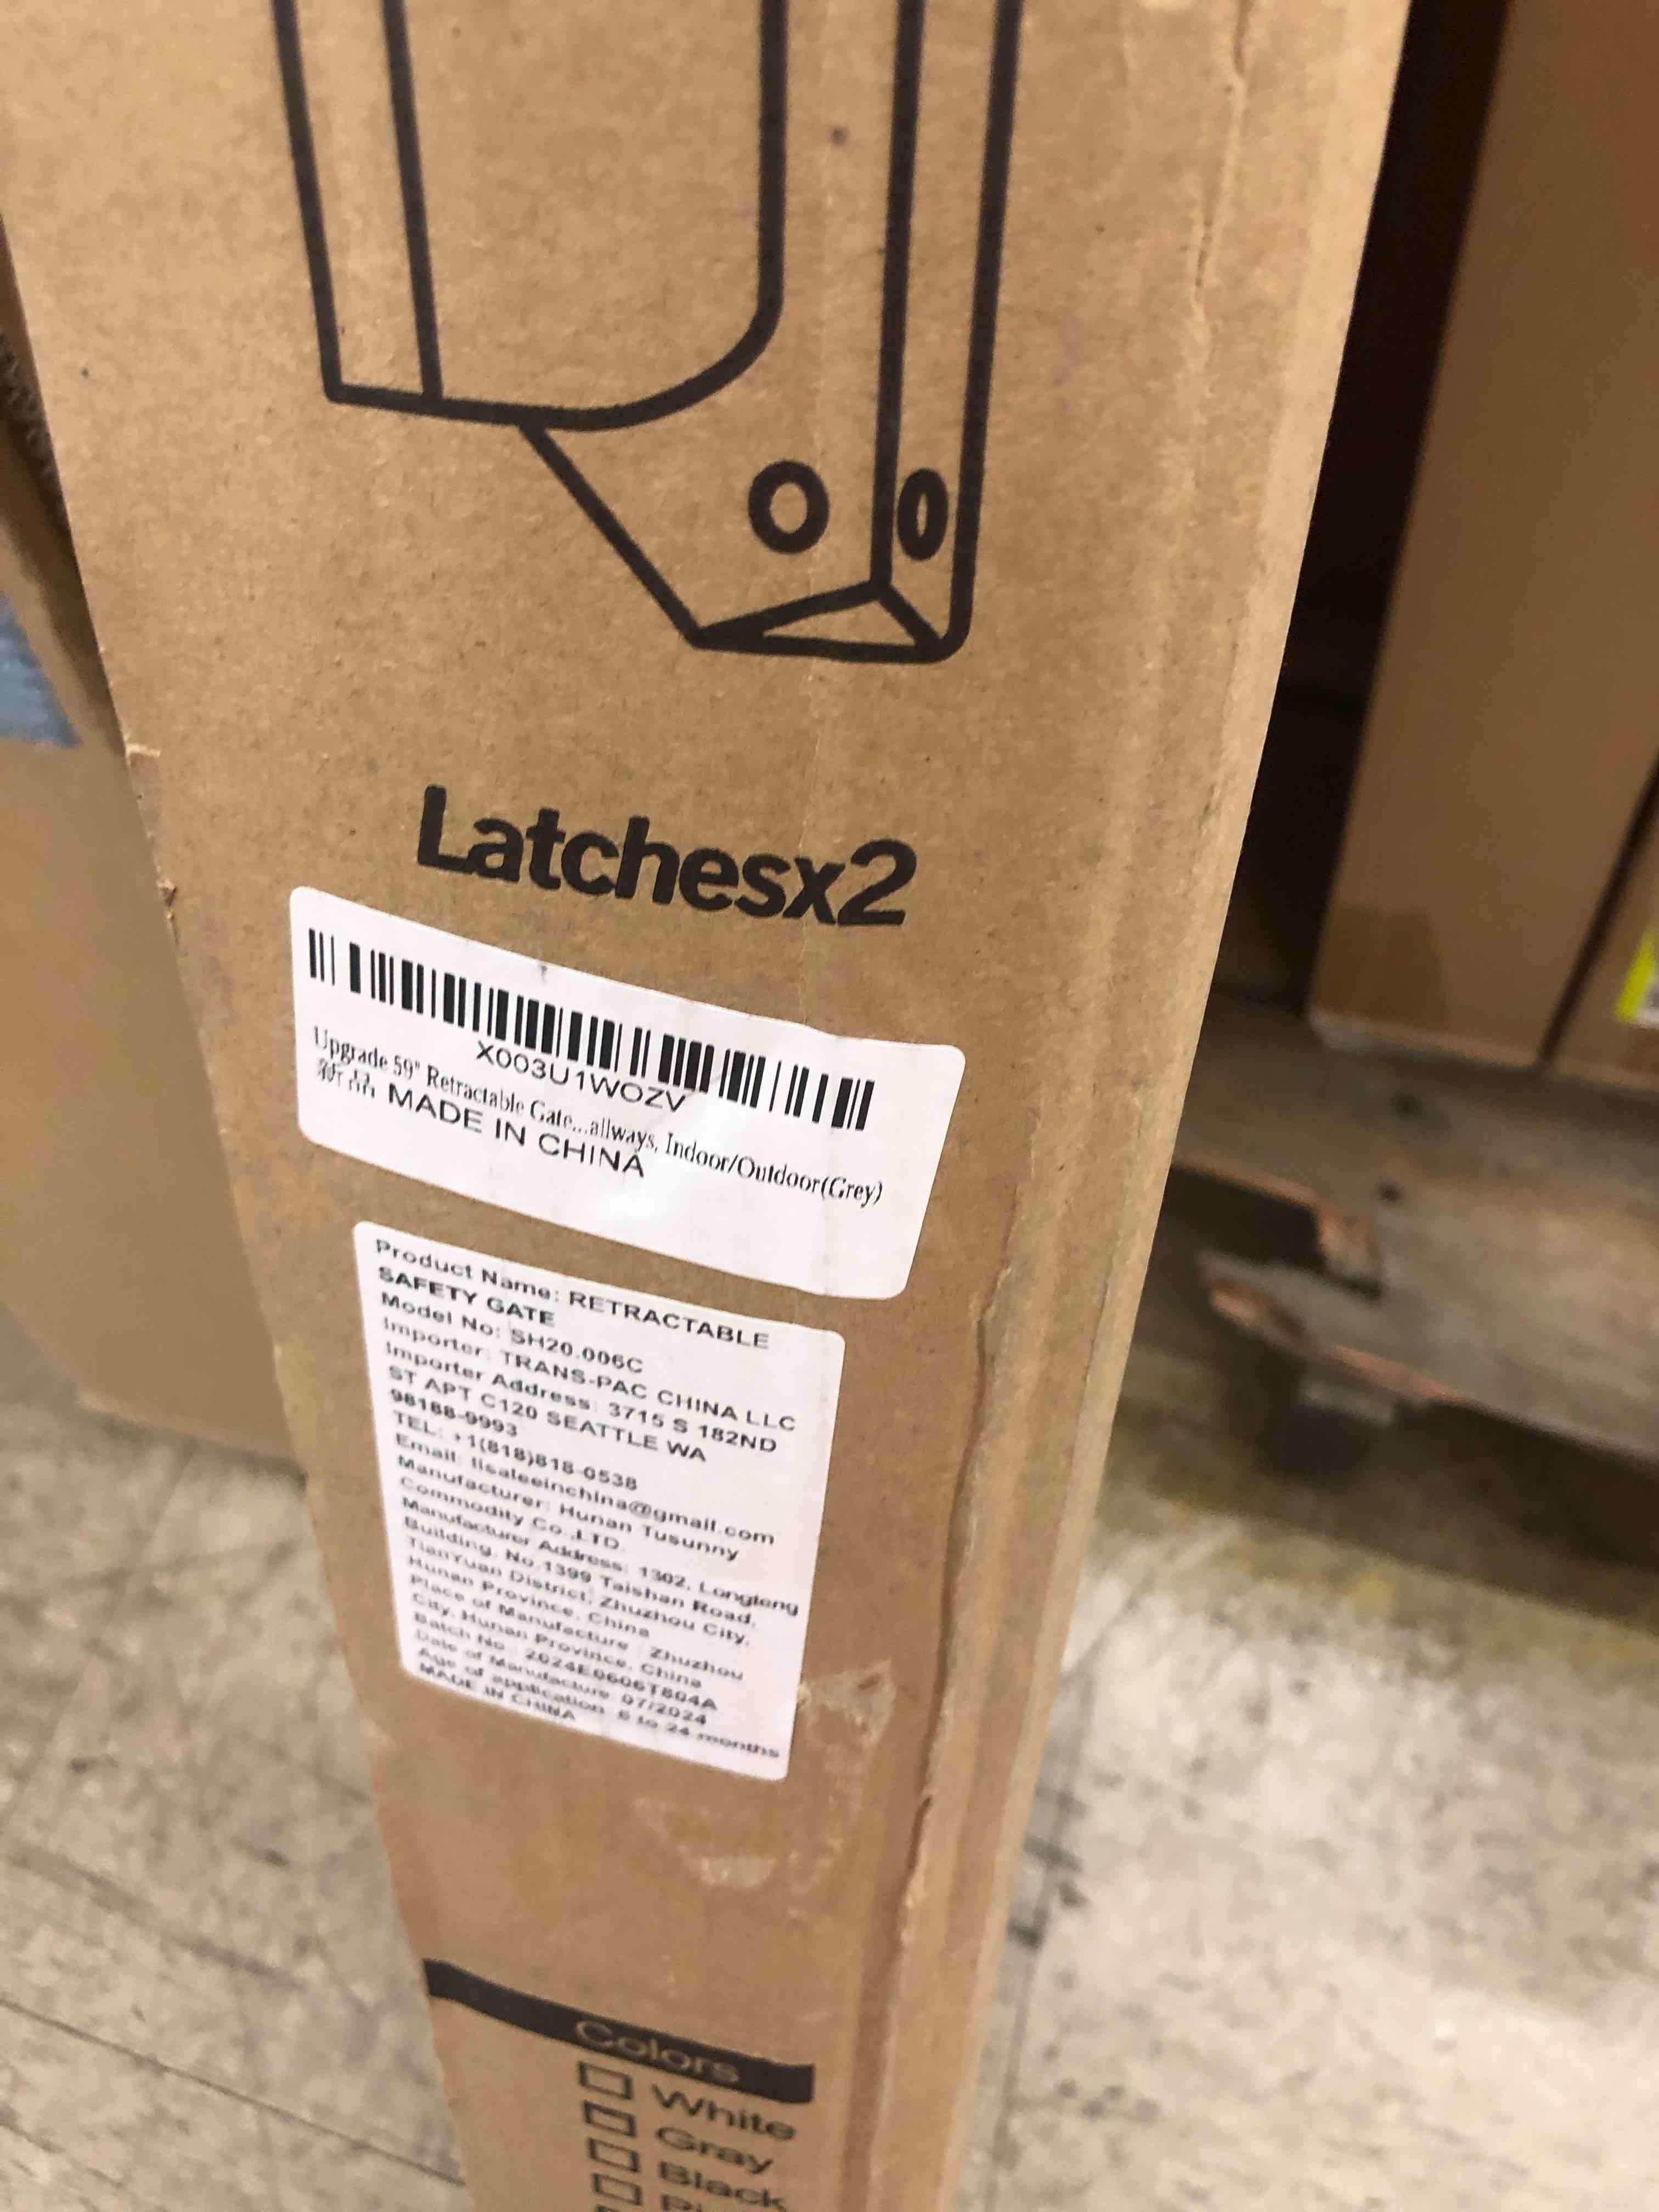 Latchesx2
X003U1WOZV
Upgrade 59" Retractable Gate...allways, Indoor/Outdoor(Grey)
新品 MADE IN CHINA
Product Name: RETRACTABLE
SAFETY GATE
Model No: SH20.006C
Importer: TRANS-PAC CHINA LLC
Importer Address: 3715 S 182ND
ST APT C120 SEATTLE WA
98188-9993
TEL: +1(818)818-0538
Email: lisaleeinchina@gmail.com
Manufacturer: Hunan Tusunny
Commodity Co.,LTD.
Manufacturer Address: 1302, Longteng
Building, No.1399 Taishan Road,
TianYuan District, Zhuzhou City,
Hunan Province, China
Place of Manufacture: Zhuzhou
City, Hunan Province, China
Batch No: 2024E0606T804A
Date of Manufacture 07/2024
Age of application 6 to 24 months
MADE IN CHINA
Colors
White
Gray
Black